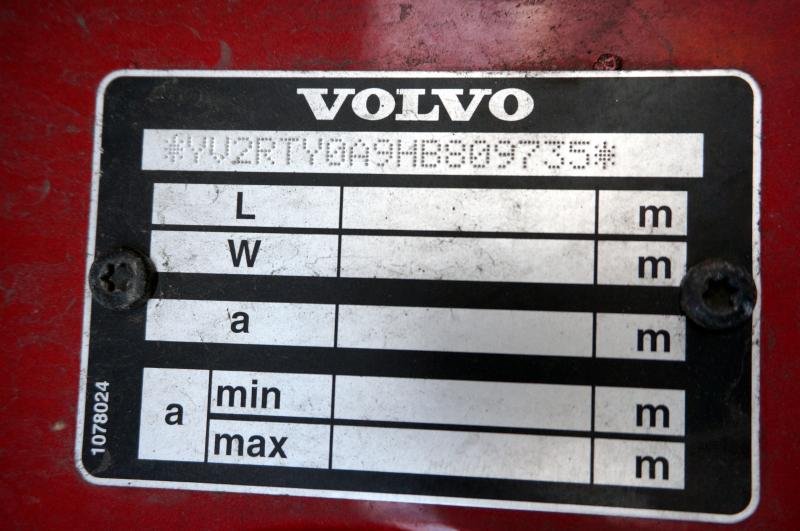 VOLVO
*YV2RTY0A9MB809735*
L m
W m
a m
a min m
max m
1078024